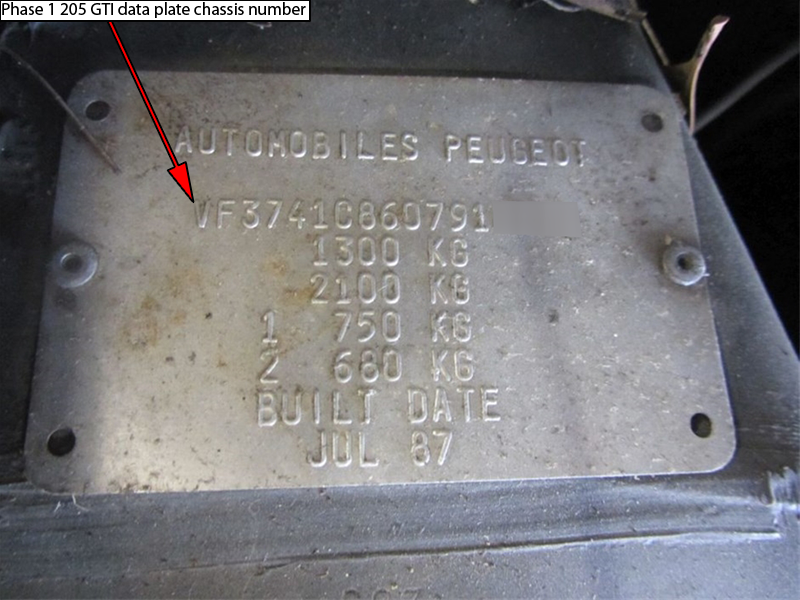 Phase 1 205 GTI data plate chassis number
AUTOMOBILES PEUGEOT
VF3741C860791
1300 KG
2100 KG
1 750 KG
2 680 KG
BUILT DATE
JUL 87